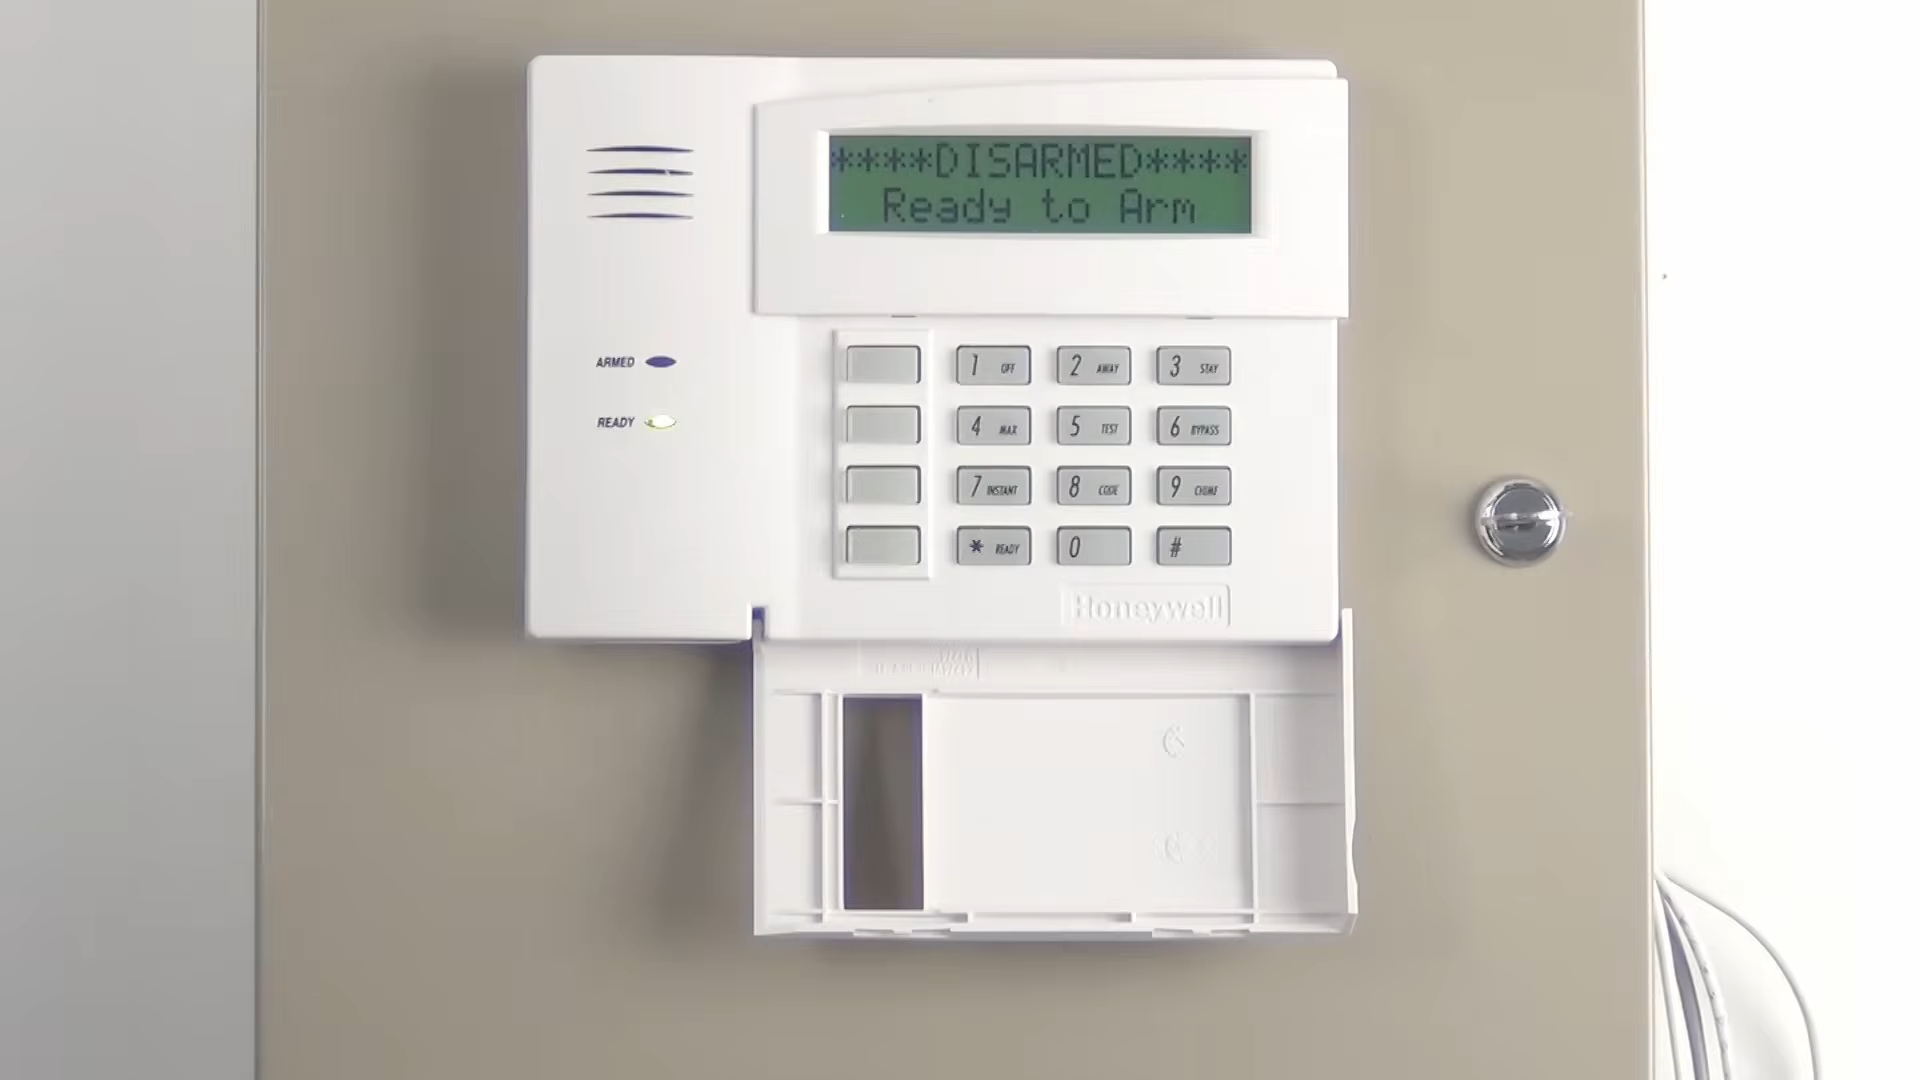 ****DISARMED****
Ready to Arm
ARMED
READY
1 OFF
2 AWAY
3 STAY
4 MAX
5 TEST
6 BYPASS
7 INSTANT
8 CODE
9 CHIME
* READY
0
#
Honeywell